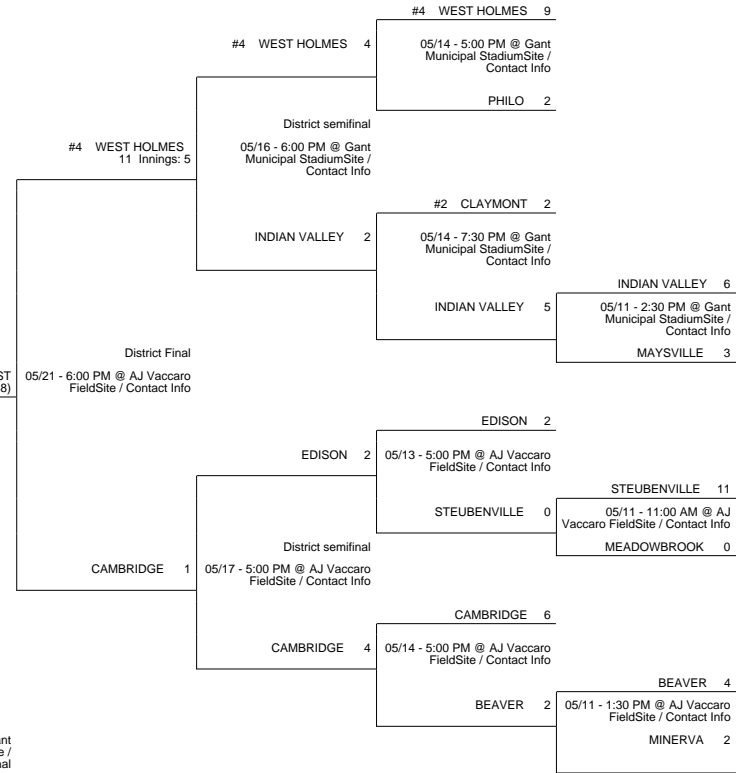 #4 WEST HOLMES 9
#4 WEST HOLMES 4
05/14 - 5:00 PM @ Gant
Municipal StadiumSite /
Contact Info
PHILO 2
District semifinal
#4 WEST HOLMES
11 Innings: 5
05/16 - 6:00 PM @ Gant
Municipal StadiumSite /
Contact Info
#2 CLAYMONT 2
INDIAN VALLEY 2
05/14 - 7:30 PM @ Gant
Municipal StadiumSite /
Contact Info
INDIAN VALLEY 6
INDIAN VALLEY 5
05/11 - 2:30 PM @ Gant
Municipal StadiumSite /
Contact Info
MAYSVILLE 3
District Final
ST
8)
05/21 - 6:00 PM @ AJ Vaccaro
FieldSite / Contact Info
EDISON 2
EDISON 2
05/13 - 5:00 PM @ AJ Vaccaro
FieldSite / Contact Info
STEUBENVILLE 11
STEUBENVILLE 0
05/11 - 11:00 AM @ AJ
Vaccaro FieldSite / Contact Info
MEADOWBROOK 0
District semifinal
CAMBRIDGE 1
05/17 - 5:00 PM @ AJ Vaccaro
FieldSite / Contact Info
CAMBRIDGE 6
CAMBRIDGE 4
05/14 - 5:00 PM @ AJ Vaccaro
FieldSite / Contact Info
BEAVER 4
BEAVER 2
05/11 - 1:30 PM @ AJ Vaccaro
FieldSite / Contact Info
MINERVA 2
ant
e /
nal